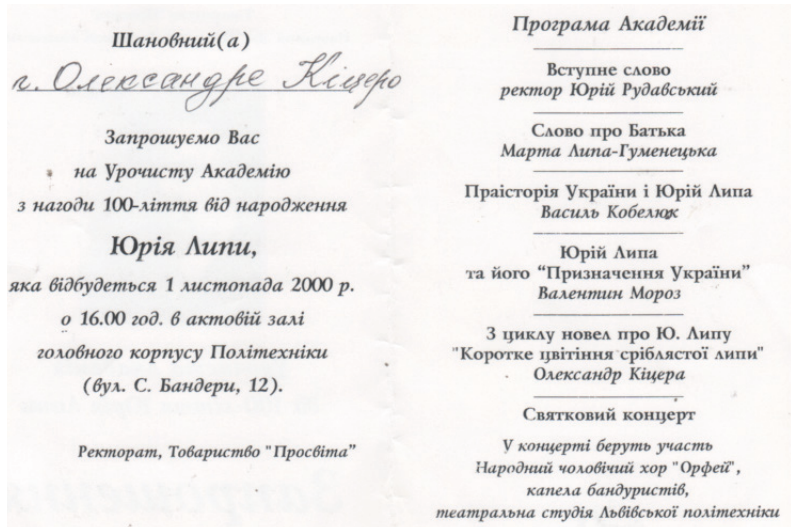 Шановний(а)
г. Олександре Кіцеро
Запрошуємо Вас
на Урочисту Академію
з нагоди 100-ліття від народження
Юрія Липи,
яка відбудеться 1 листопада 2000 р.
о 16.00 год. в актовій залі
головного корпусу Політехніки
(вул. С. Бандери, 12).
Ректорат, Товариство "Просвіта"
Програма Академії
Вступне слово
ректор Юрій Рудавський
Слово про Батька
Марта Липа-Гуменецька
Праісторія України і Юрій Липа
Василь Кобелюх
Юрій Липа
та його "Призначення України"
Валентин Мороз
З циклу новел про Ю. Липу
"Коротке цвітіння сріблястої липи"
Олександр Кіцера
Святковий концерт
У концерті беруть участь
Народний чоловічий хор "Орфей",
капела бандуристів,
театральна студія Львівської політехніки